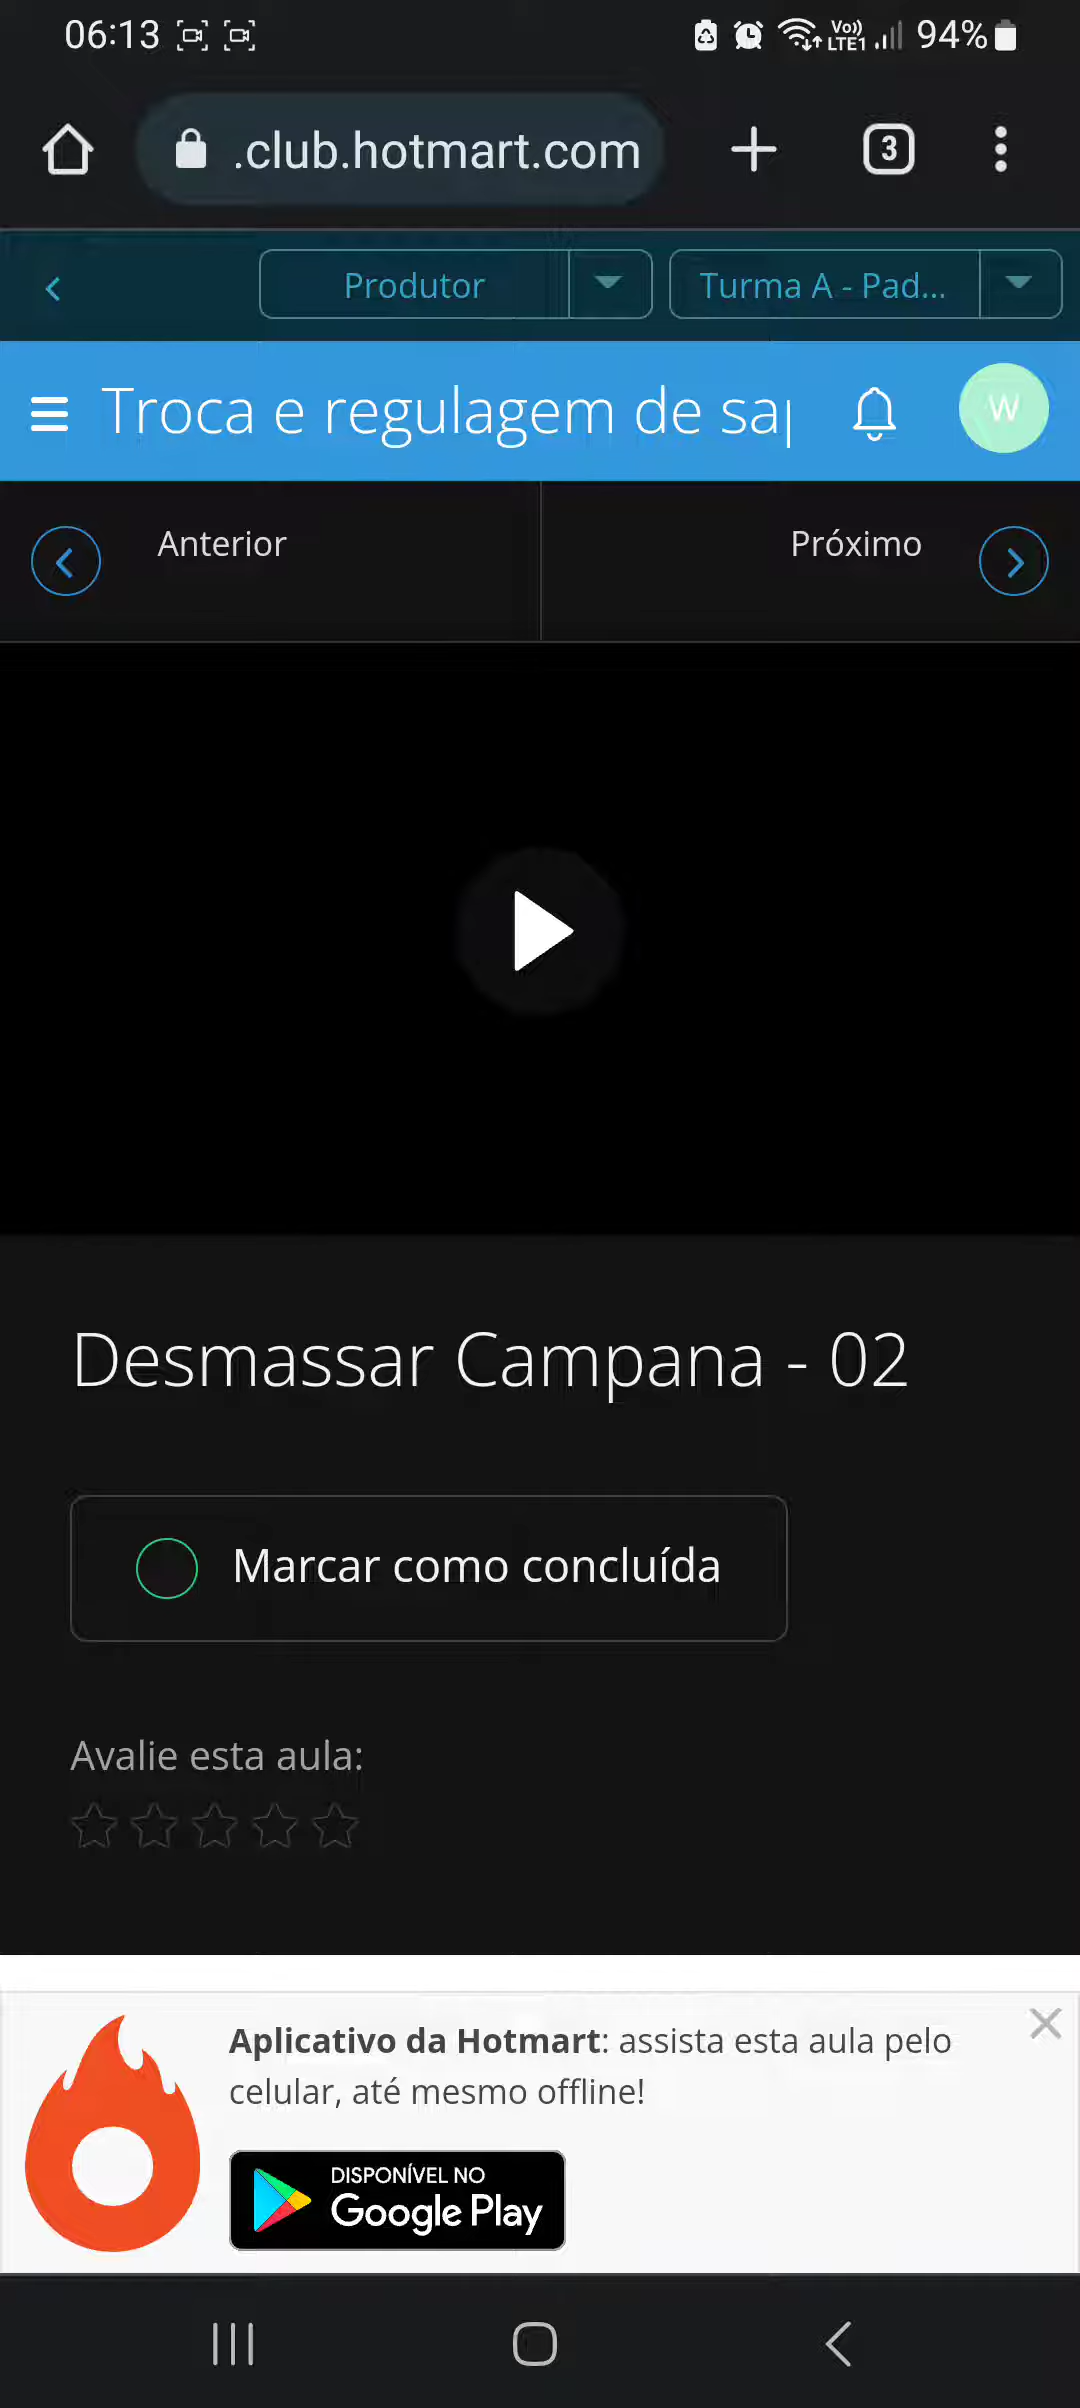 06:13
Vo)) LTE1 94%
.club.hotmart.com
3
Produtor
Turma A - Pad...
Troca e regulagem de sa
W
Anterior
Próximo
Desmassar Campana - 02
Marcar como concluída
Avalie esta aula:
Aplicativo da Hotmart: assista esta aula pelo
celular, até mesmo offline!
DISPONÍVEL NO
Google Play